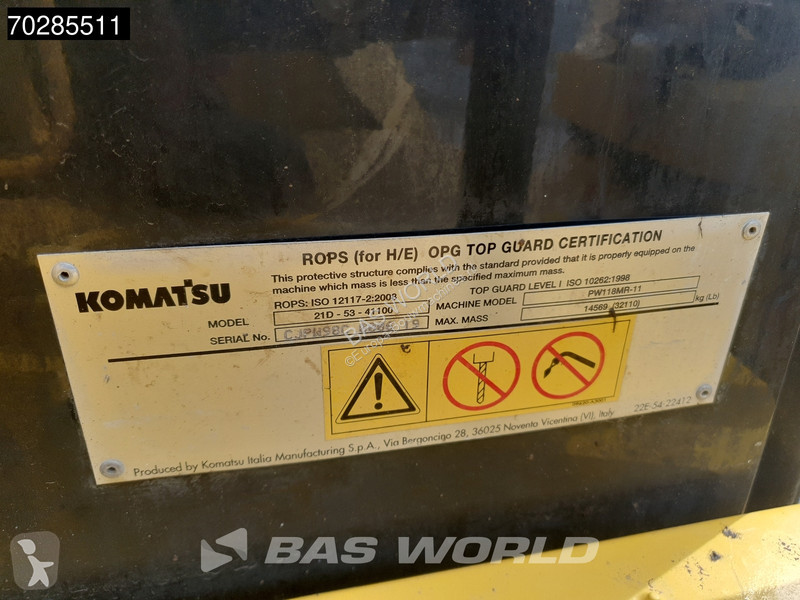 70285511
ROPS (for H/E) OPG TOP GUARD CERTIFICATION
This protective structure complies with the standard provided that it is properly equipped on the
machine which mass is less than the specified maximum mass.
KOMATSU
ROPS: ISO 12117-2:2008 TOP GUARD LEVEL I ISO 10262:1998
MODEL 21D - 53 - 41106 MACHINE MODEL PW118MR-11
SERIAL No. MAX. MASS 14569 (32110) kg (Lb)
22E-54-22412
Produced by Komatsu Italia Manufacturing S.p.A., Via Bergoncigo 28, 36025 Noventa Vicentina (VI), Italy
BAS WORLD
BAS WORLD